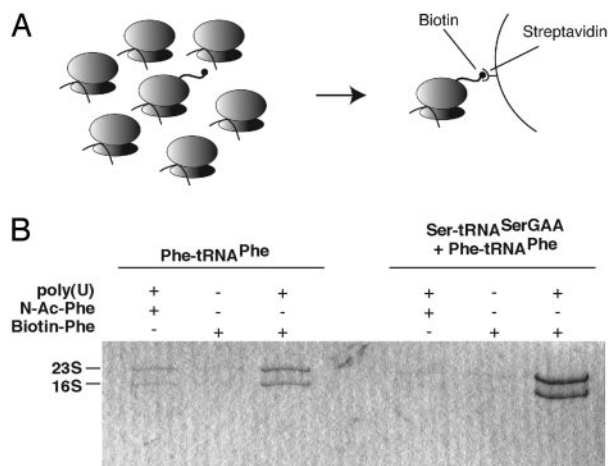 A
Biotin
Streptavidin
B
Phe-tRNAPhe
Ser-tRNASerGAA
+ Phe-tRNAPhe
poly(U) + - + + - +
N-Ac-Phe + - - + - -
Biotin-Phe - + + - + +
23S
16S